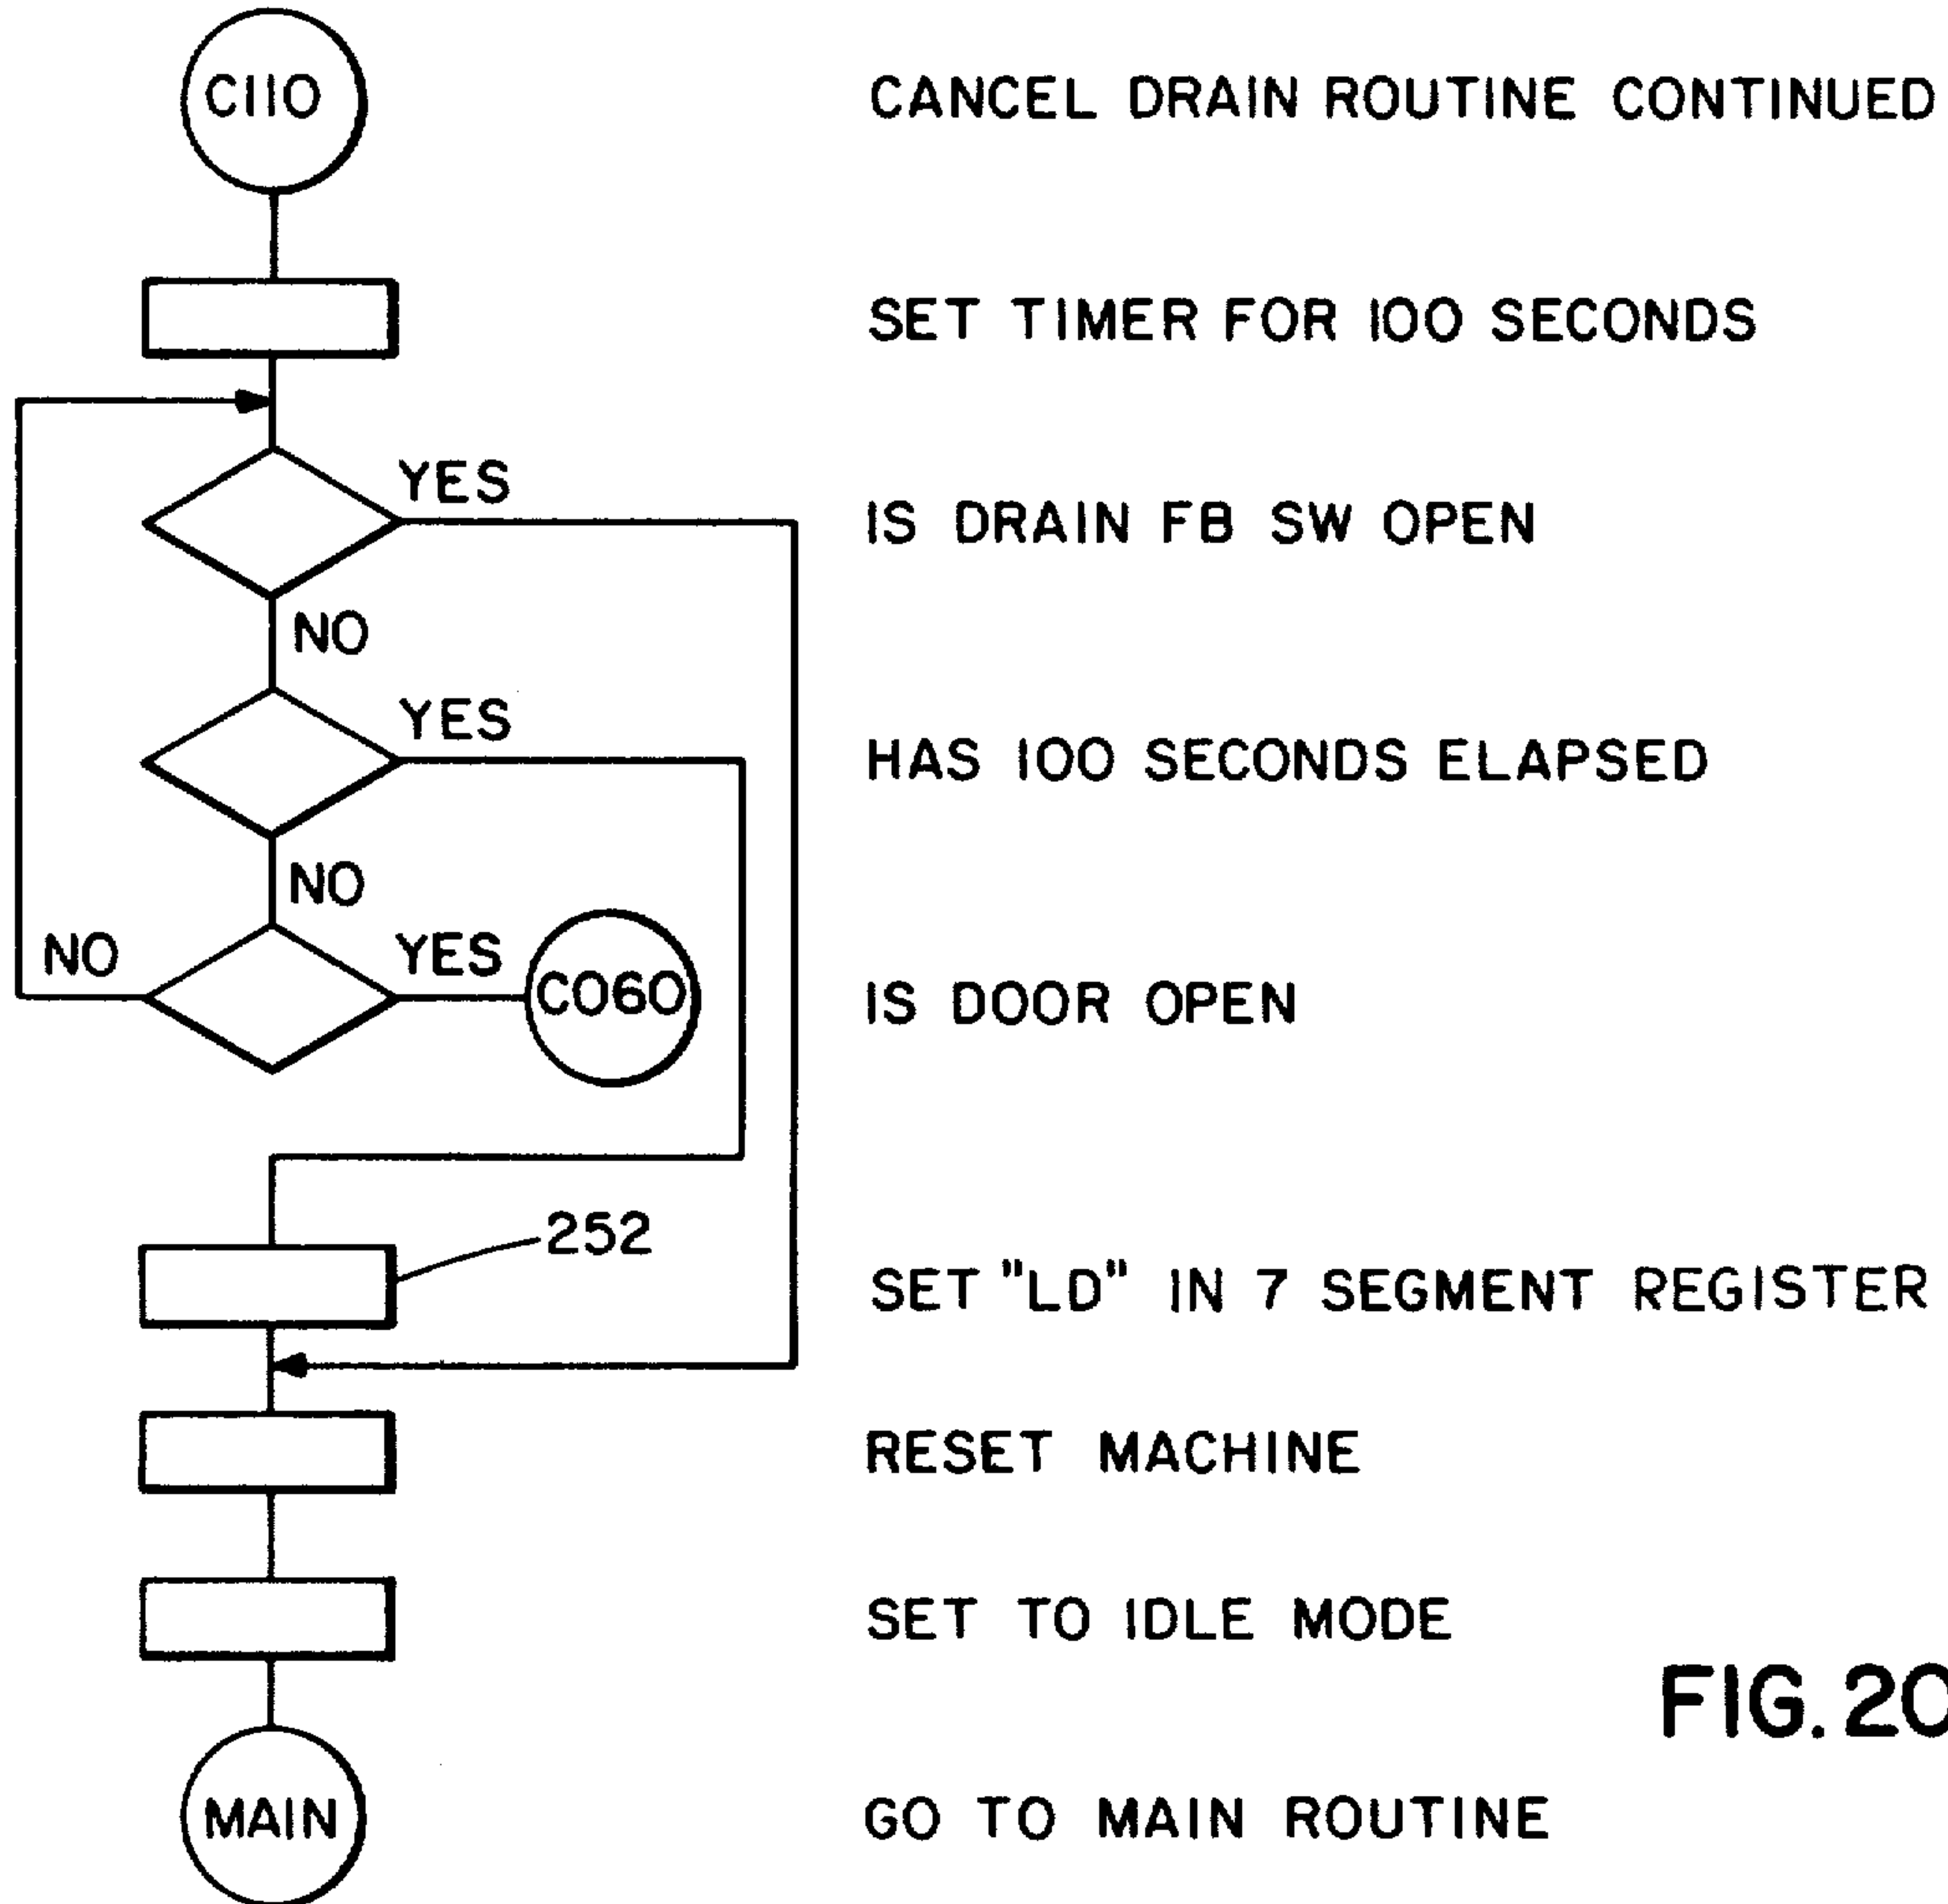 C110 CANCEL DRAIN ROUTINE CONTINUED
SET TIMER FOR 100 SECONDS
YES
IS DRAIN FB SW OPEN
NO
YES
HAS 100 SECONDS ELAPSED
NO
NO YES
C060 IS DOOR OPEN
252
SET "LD" IN 7 SEGMENT REGISTER
RESET MACHINE
SET TO IDLE MODE
FIG. 20
MAIN GO TO MAIN ROUTINE